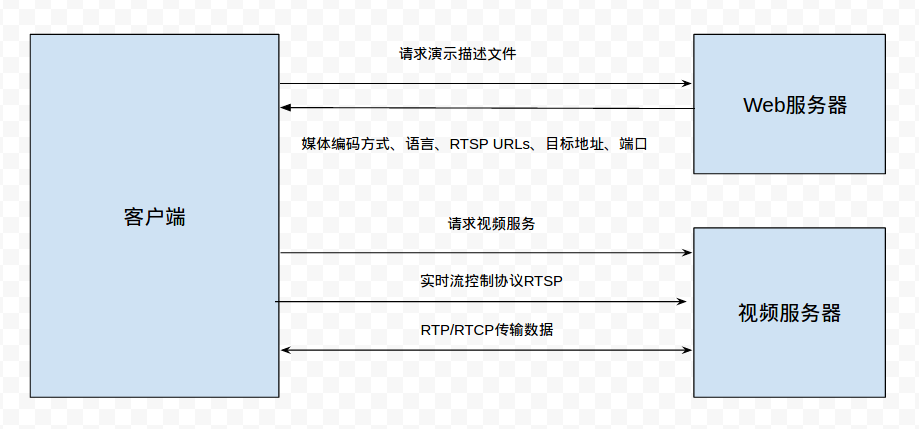 请求演示描述文件
Web服务器
媒体编码方式、语言、RTSP URLs、目标地址、端口
客户端
请求视频服务
实时流控制协议RTSP
视频服务器
RTP/RTCP传输数据